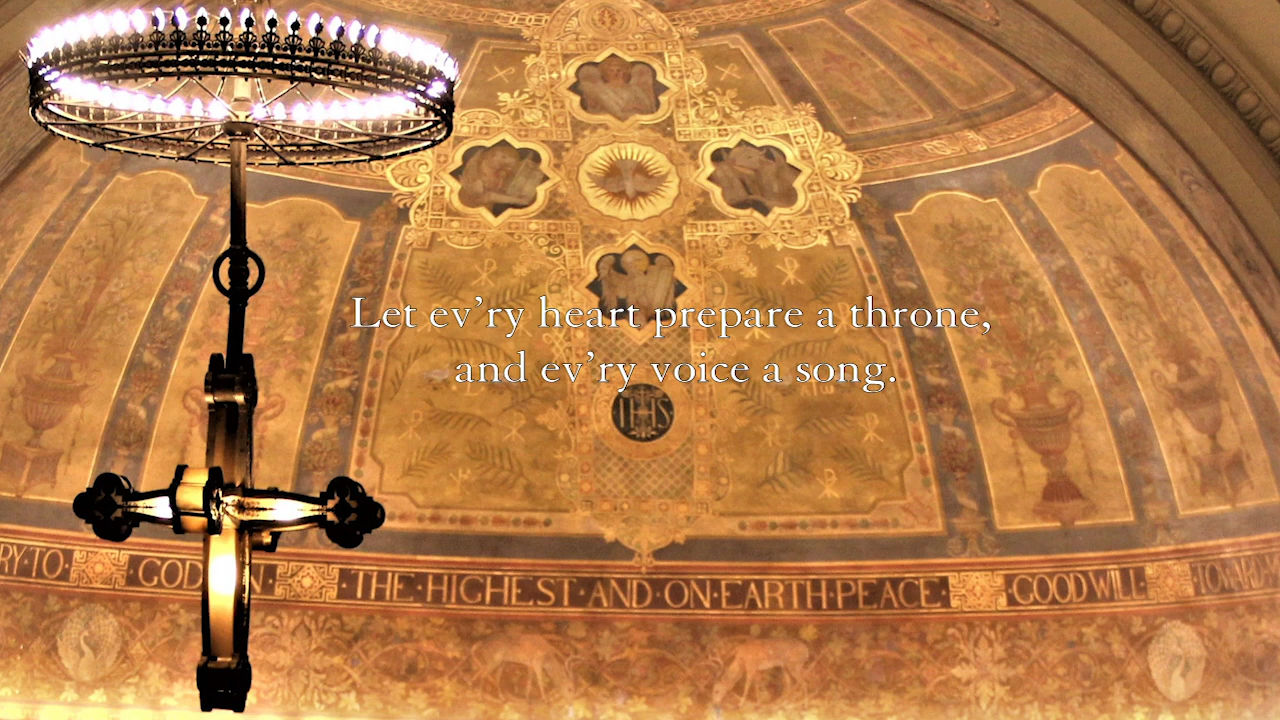 Let ev’ry heart prepare a throne,
and ev’ry voice a song.
IHS
RY·TO· GOD IN ·THE·HIGHEST·AND·ON·EARTH·PEACE· ·GOOD WILL· TOWARD·